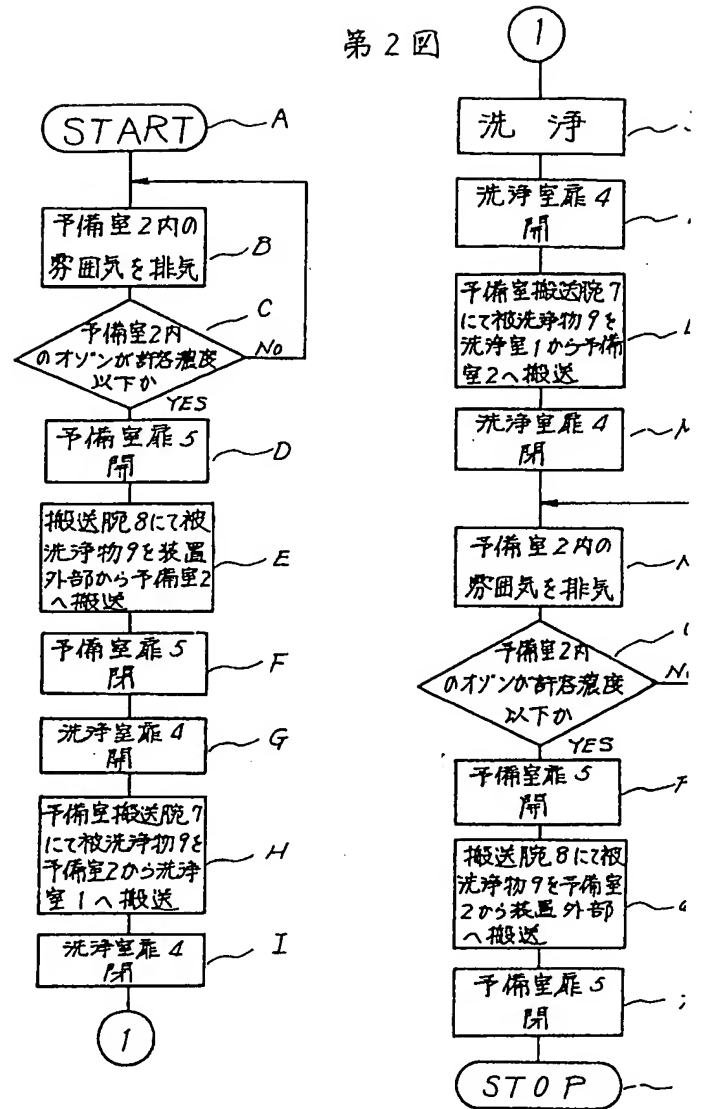 第2図
START
A
予備室2内の
雰囲気を排気
B
予備室2内
のオゾンが許容濃度
以下か
C
No
YES
予備室扉5
開
D
搬送腕8にて被
洗浄物9を装置
外部から予備室2
へ搬送
E
予備室扉5
閉
F
洗浄室扉4
開
G
予備室搬送腕7
にて被洗浄物9を
予備室2から洗浄
室1へ搬送
H
洗浄室扉4
閉
I
1
1
洗浄
洗浄室扉4
開
予備室搬送腕7
にて被洗浄物9を
洗浄室1から予備
室2へ搬送
洗浄室扉4
閉
予備室2内の
雰囲気を排気
予備室2内
のオゾンが許容濃度
以下か
YES
予備室扉5
開
搬送腕8にて被
洗浄物9を予備室
2から装置外部
へ搬送
予備室扉5
開
STOP